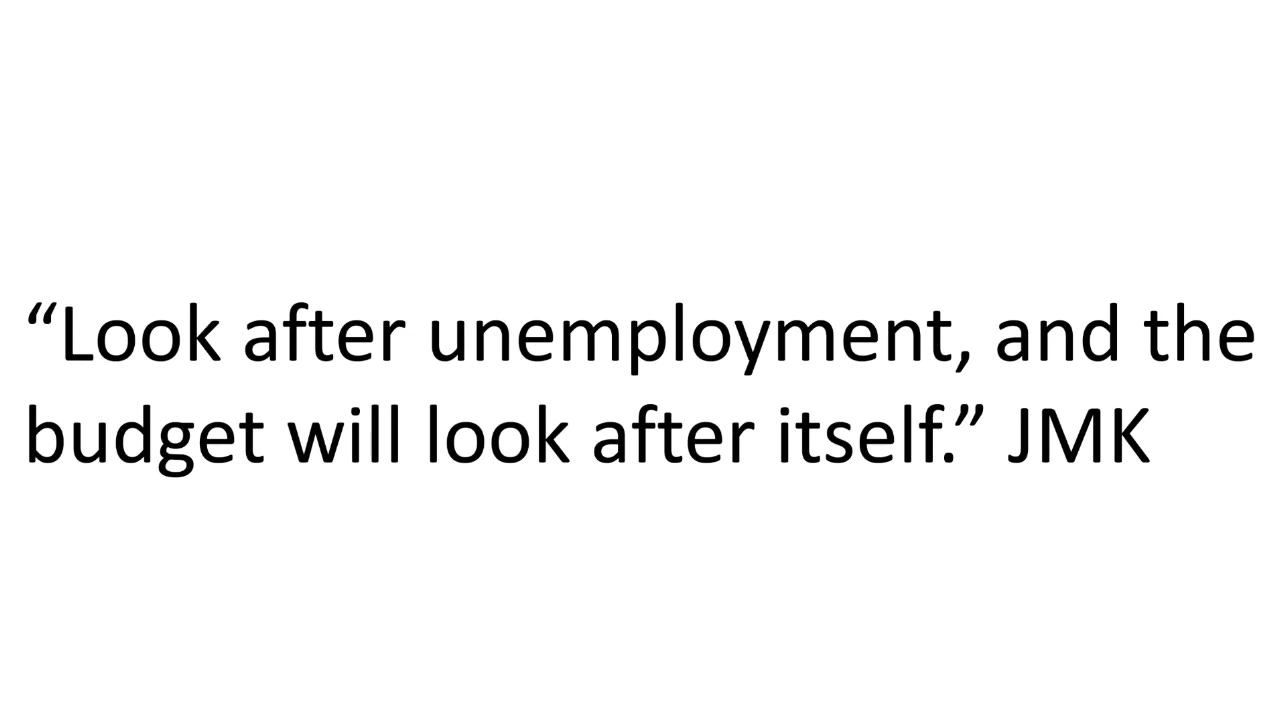 “Look after unemployment, and the
budget will look after itself.” JMK